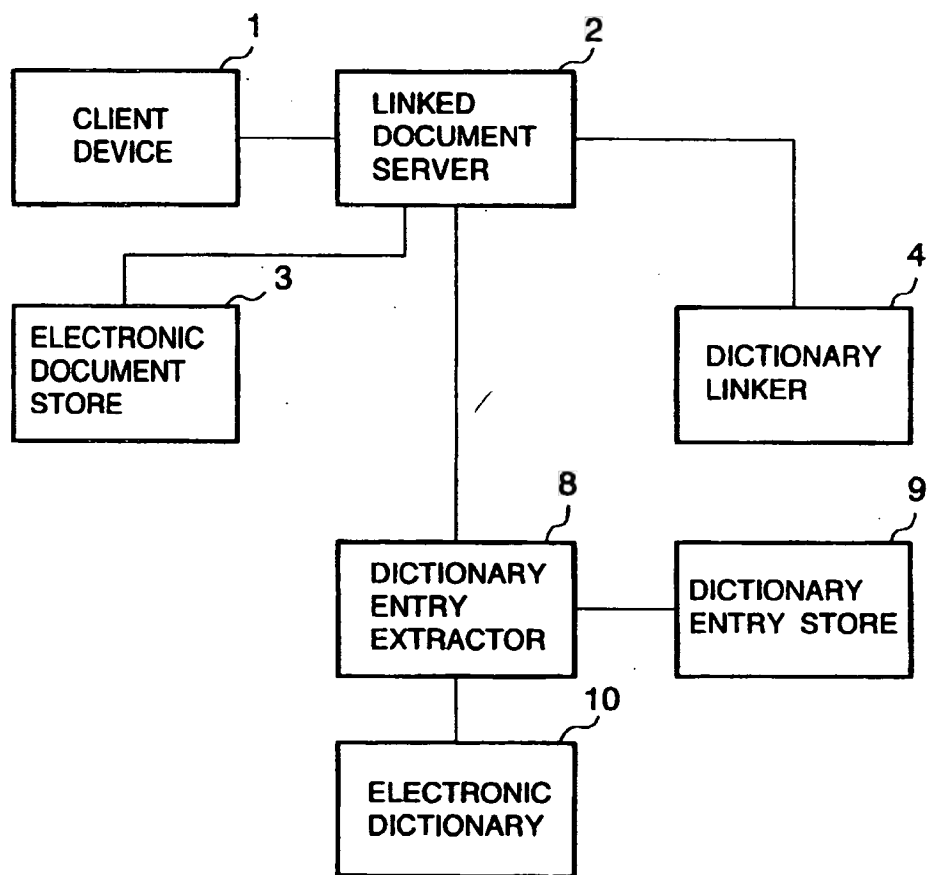 1
CLIENT
DEVICE
2
LINKED
DOCUMENT
SERVER
3
ELECTRONIC
DOCUMENT
STORE
4
DICTIONARY
LINKER
8
DICTIONARY
ENTRY
EXTRACTOR
9
DICTIONARY
ENTRY STORE
10
ELECTRONIC
DICTIONARY